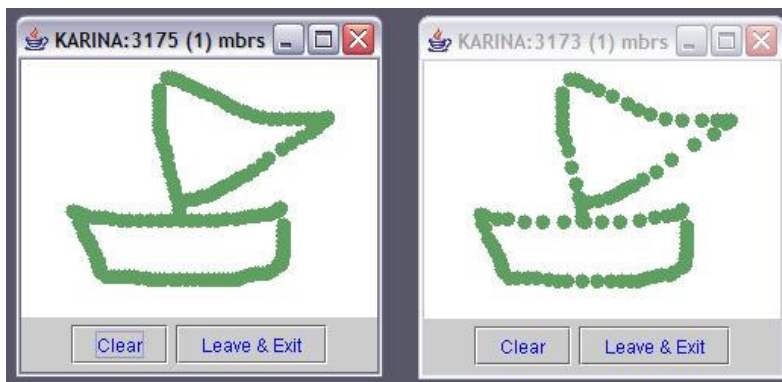 KARINA:3175 (1) mbrs
Clear
Leave & Exit
KARINA:3173 (1) mbrs
Clear
Leave & Exit